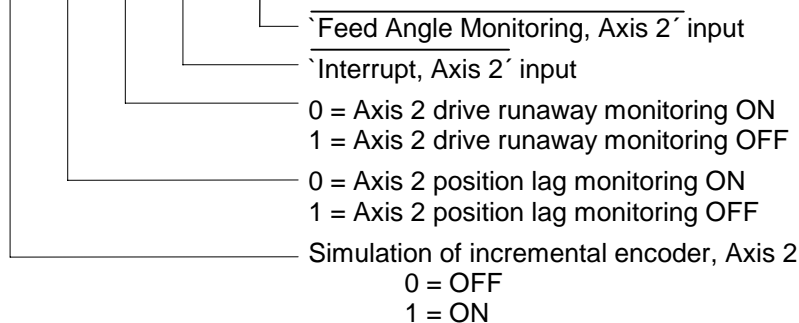 `Feed Angle Monitoring, Axis 2´ input
`Interrupt, Axis 2´ input
0 = Axis 2 drive runaway monitoring ON
1 = Axis 2 drive runaway monitoring OFF
0 = Axis 2 position lag monitoring ON
1 = Axis 2 position lag monitoring OFF
Simulation of incremental encoder, Axis 2
0 = OFF
1 = ON